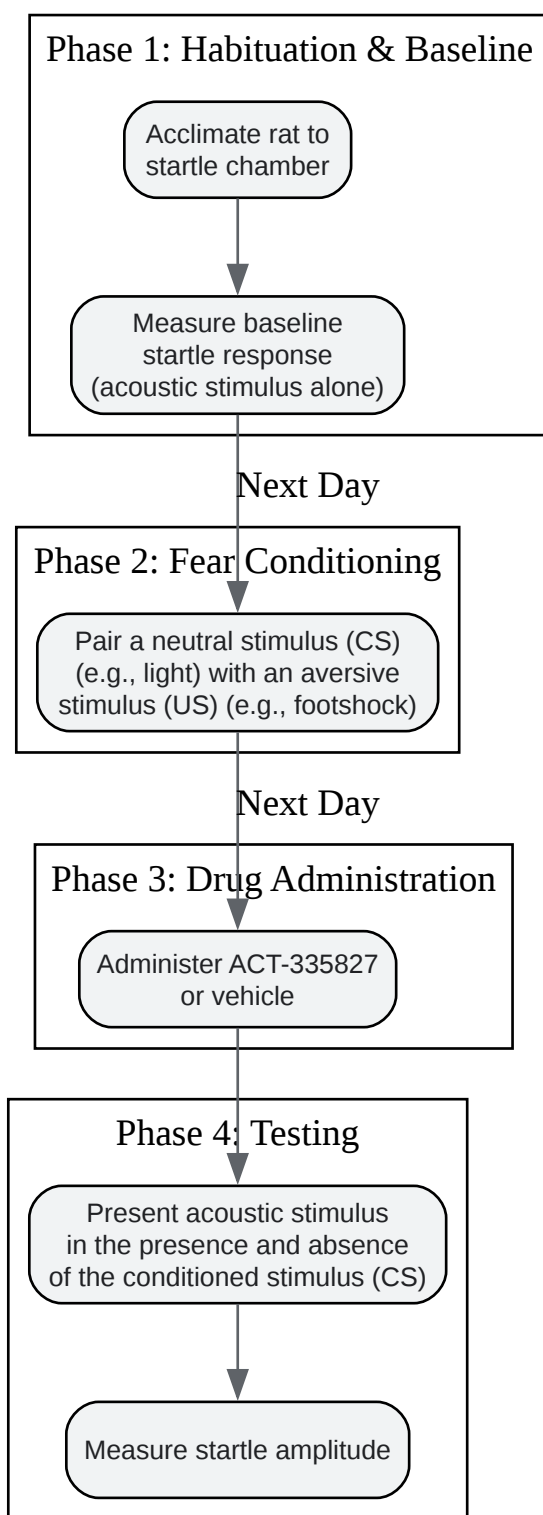 Phase 1: Habituation & Baseline
Acclimate rat to
startle chamber
Measure baseline
startle response
(acoustic stimulus alone)
Next Day
Phase 2: Fear Conditioning
Pair a neutral stimulus (CS)
(e.g., light) with an aversive
stimulus (US) (e.g., footshock)
Next Day
Phase 3: Drug Administration
Administer ACT-335827
or vehicle
Phase 4: Testing
Present acoustic stimulus
in the presence and absence
of the conditioned stimulus (CS)
Measure startle amplitude